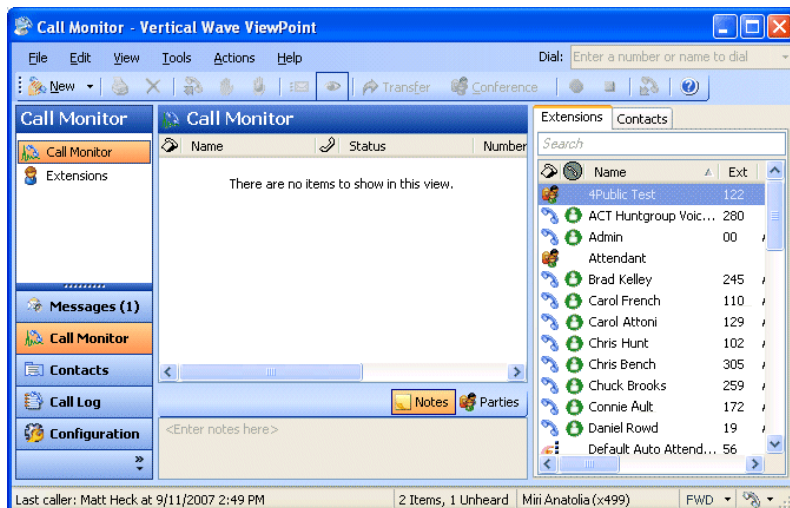 Call Monitor - Vertical Wave ViewPoint
File Edit View Tools Actions Help Dial: Enter a number or name to dial
New Transfer Conference
Call Monitor
Call Monitor
Extensions
Messages (1)
Call Monitor
Contacts
Call Log
Configuration
Call Monitor
Name Status Number
There are no items to show in this view.
Notes Parties
<Enter notes here>
Extensions Contacts
Search
Name Ext
4Public Test 122
ACT Huntgroup Voic... 280
Admin 00
Attendant
Brad Kelley 245
Carol French 110
Carol Attoni 129
Chris Hunt 102
Chris Bench 305
Chuck Brooks 259
Connie Ault 172
Daniel Rowd 19
Default Auto Attend... 56
Last caller: Matt Heck at 9/11/2007 2:49 PM 2 Items, 1 Unheard Miri Anatolia (x499) FWD